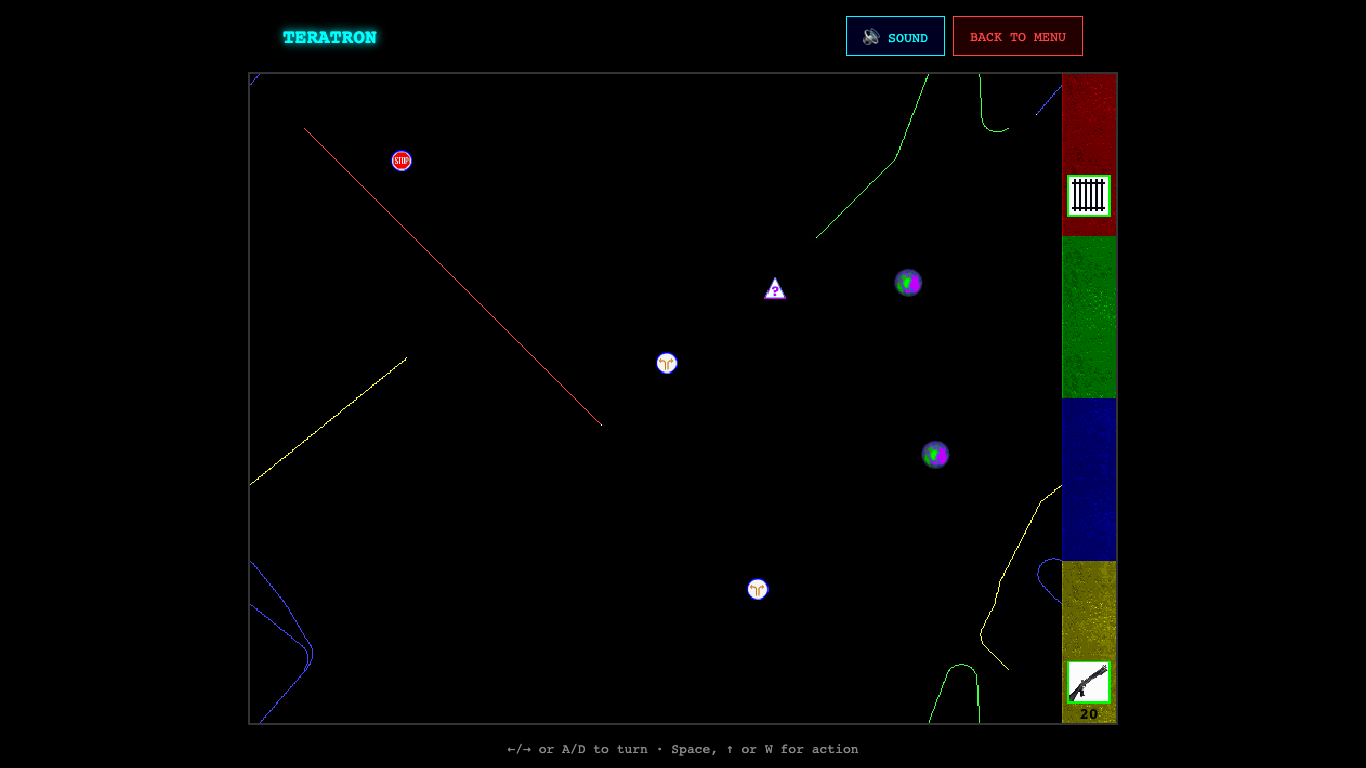 TERATRON
🔊 SOUND
BACK TO MENU
STOP
?
20
←/→ or A/D to turn · Space, ↑ or W for action